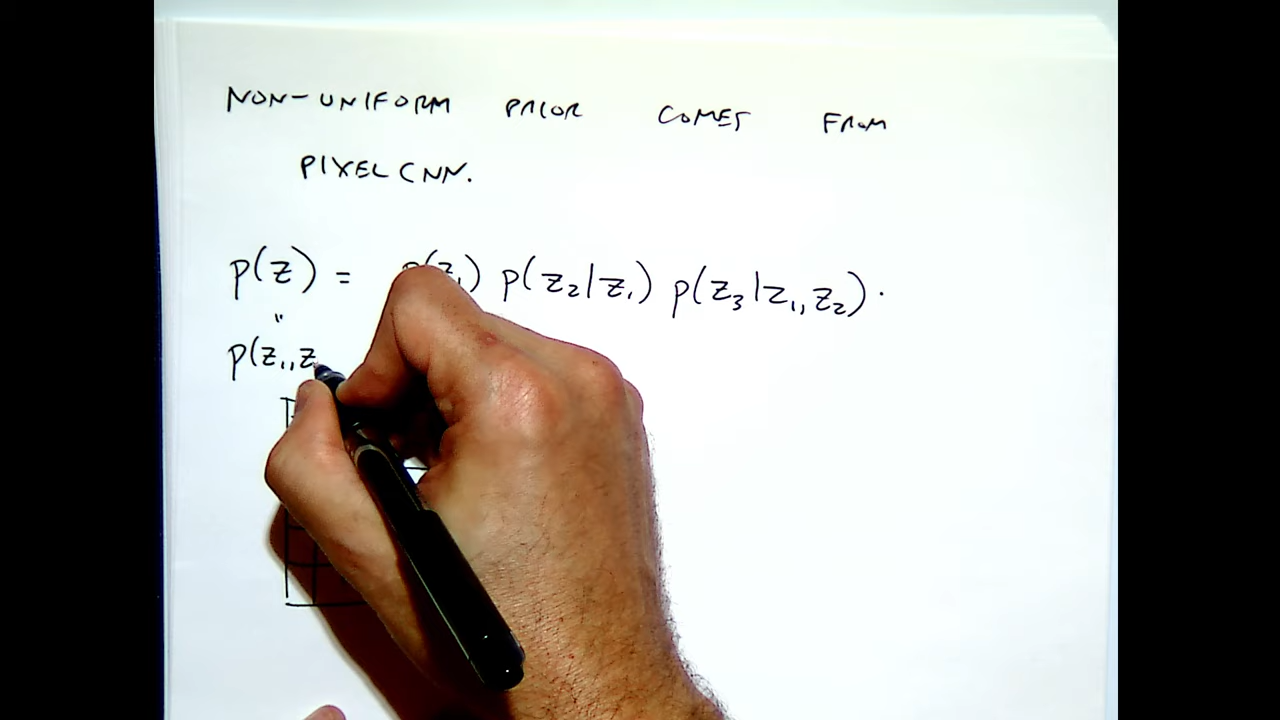 NON-UNIFORM PRIOR COMES FROM
PIXEL CNN.
p(z) = p(z₁) p(z₂|z₁) p(z₃|z₁,z₂) ·
"
p(z₁,z